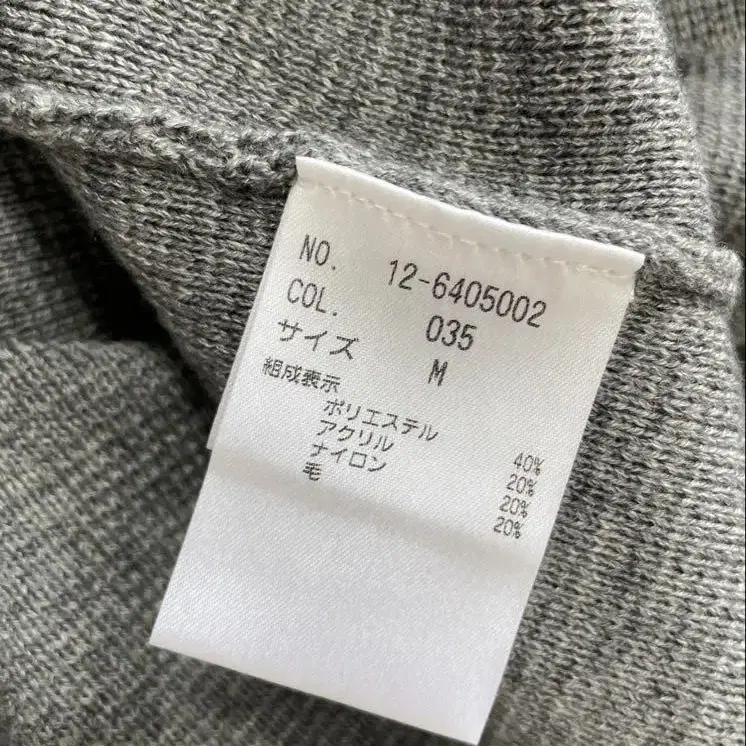 NO. 12-6405002
COL. 035
サイズ M
組成表示
ポリエステル 40%
アクリル 20%
ナイロン 20%
毛 20%